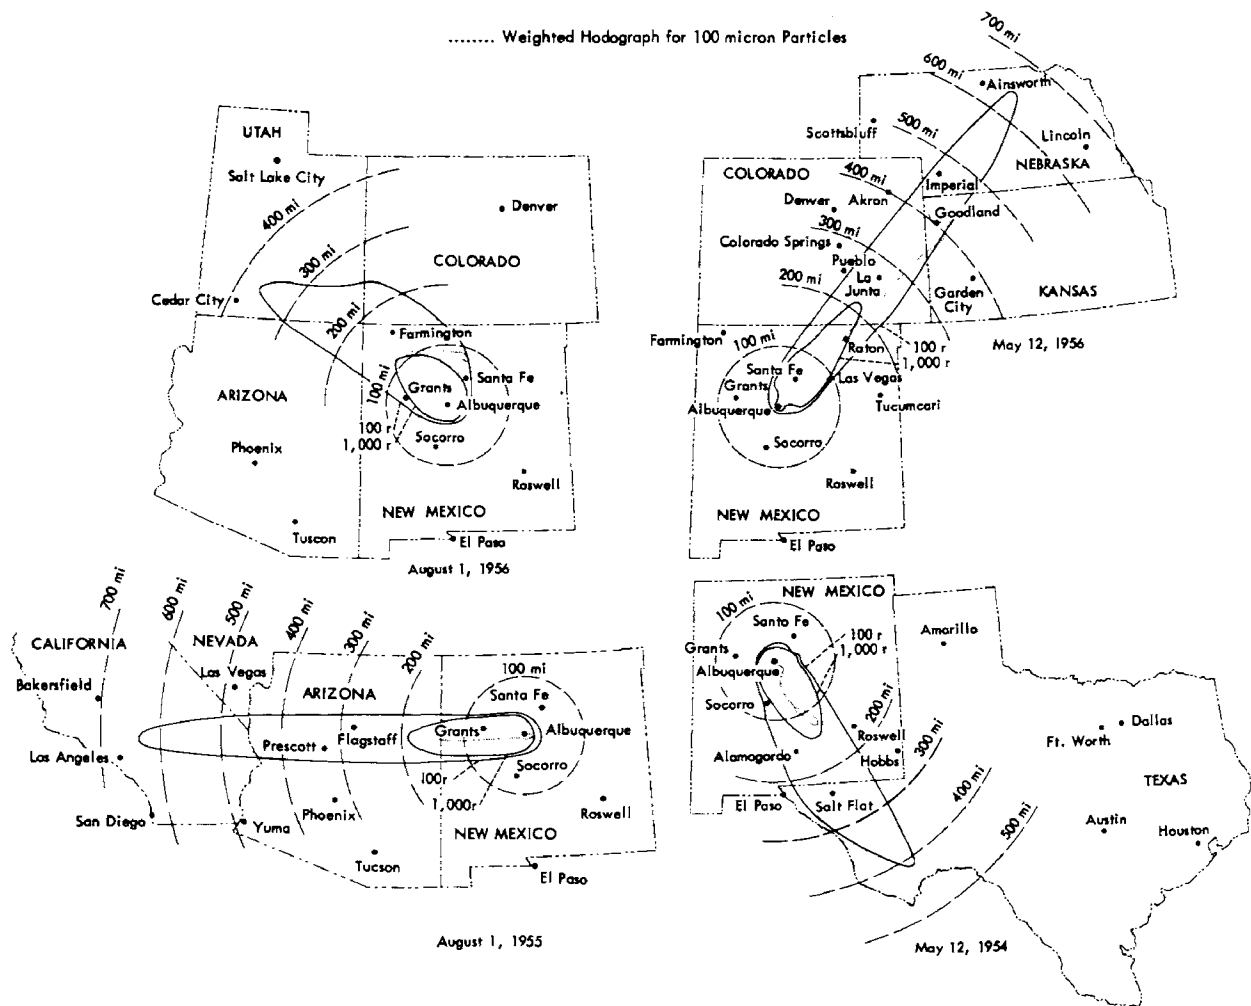 ........ Weighted Hodograph for 100 micron Particles
UTAH
Salt Lake City
400 mi
300 mi
200 mi
100 mi
Denver
COLORADO
Cedar City
Farmington
Santa Fe
Grants
Albuquerque
ARIZONA
100 r
1,000 r
Socorro
Phoenix
Roswell
NEW MEXICO
Tuscon
El Paso
August 1, 1956
700 mi
600 mi
Ainsworth
500 mi
Scottsbluff
Lincoln
NEBRASKA
COLORADO
400 mi
Imperial
Akron
Denver
Goodland
300 mi
Colorado Springs
Pueblo
200 mi
La
Junta
Garden
City
KANSAS
Farmington
100 mi
Raton
100 r
1,000 r
May 12, 1956
Santa Fe
Las Vegas
Grants
Albuquerque
Tucumcari
Socorro
Roswell
NEW MEXICO
El Paso
700 mi
600 mi
500 mi
400 mi
300 mi
200 mi
100 mi
CALIFORNIA
NEVADA
Las Vegas
Bakersfield
ARIZONA
Santa Fe
Grants
Albuquerque
Prescott
Flagstaff
Los Angeles
Socorro
100r
1,000r
Phoenix
Roswell
San Diego
Yuma
NEW MEXICO
Tucson
El Paso
August 1, 1955
NEW MEXICO
100 mi
Santo Fe
100 r
1,000 r
Amarillo
Grants
Albuquerque
Socorro
200 mi
Roswell
Dallas
Ft. Worth
Alamogordo
Hobbs
300 mi
TEXAS
El Paso
Salt Flat
400 mi
500 mi
Austin
Houston
May 12, 1954